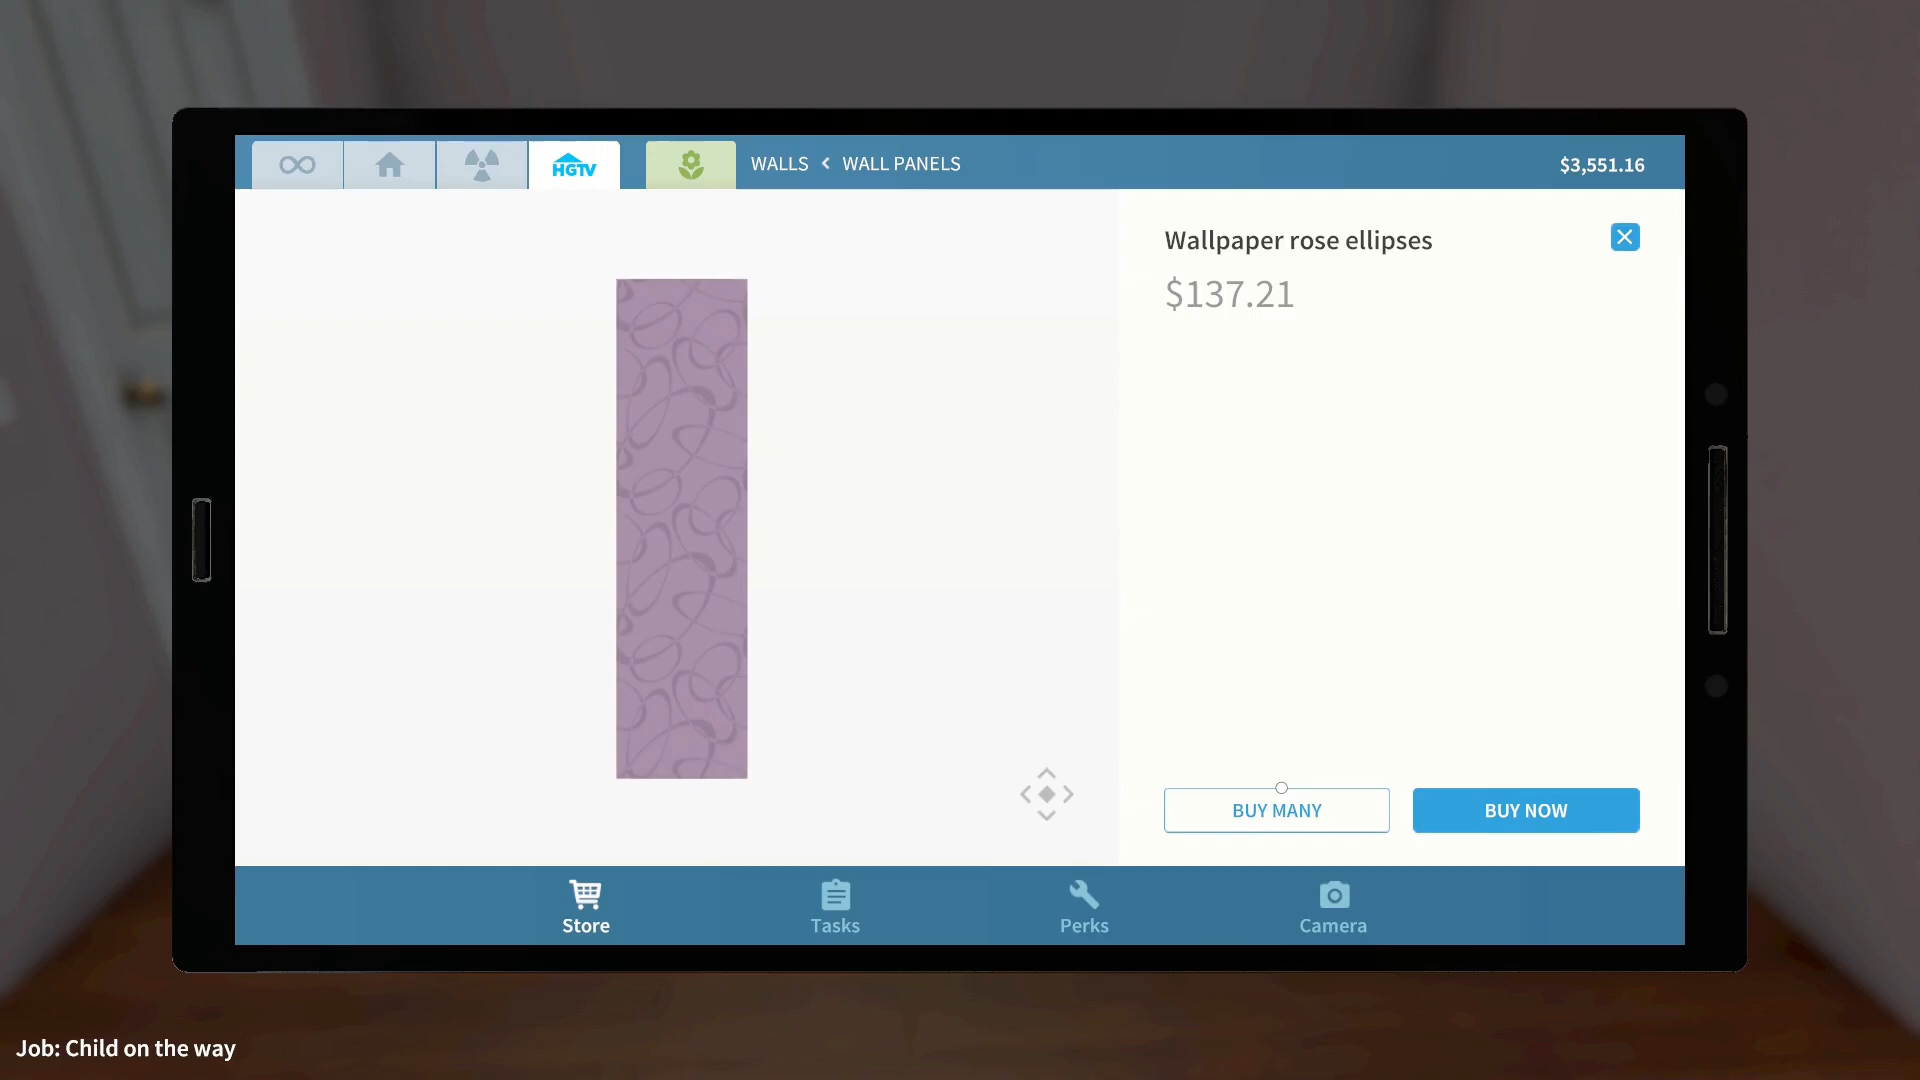 HGTV
WALLS < WALL PANELS
$3,551.16
Wallpaper rose ellipses
$137.21
BUY MANY
BUY NOW
Store
Tasks
Perks
Camera
Job: Child on the way